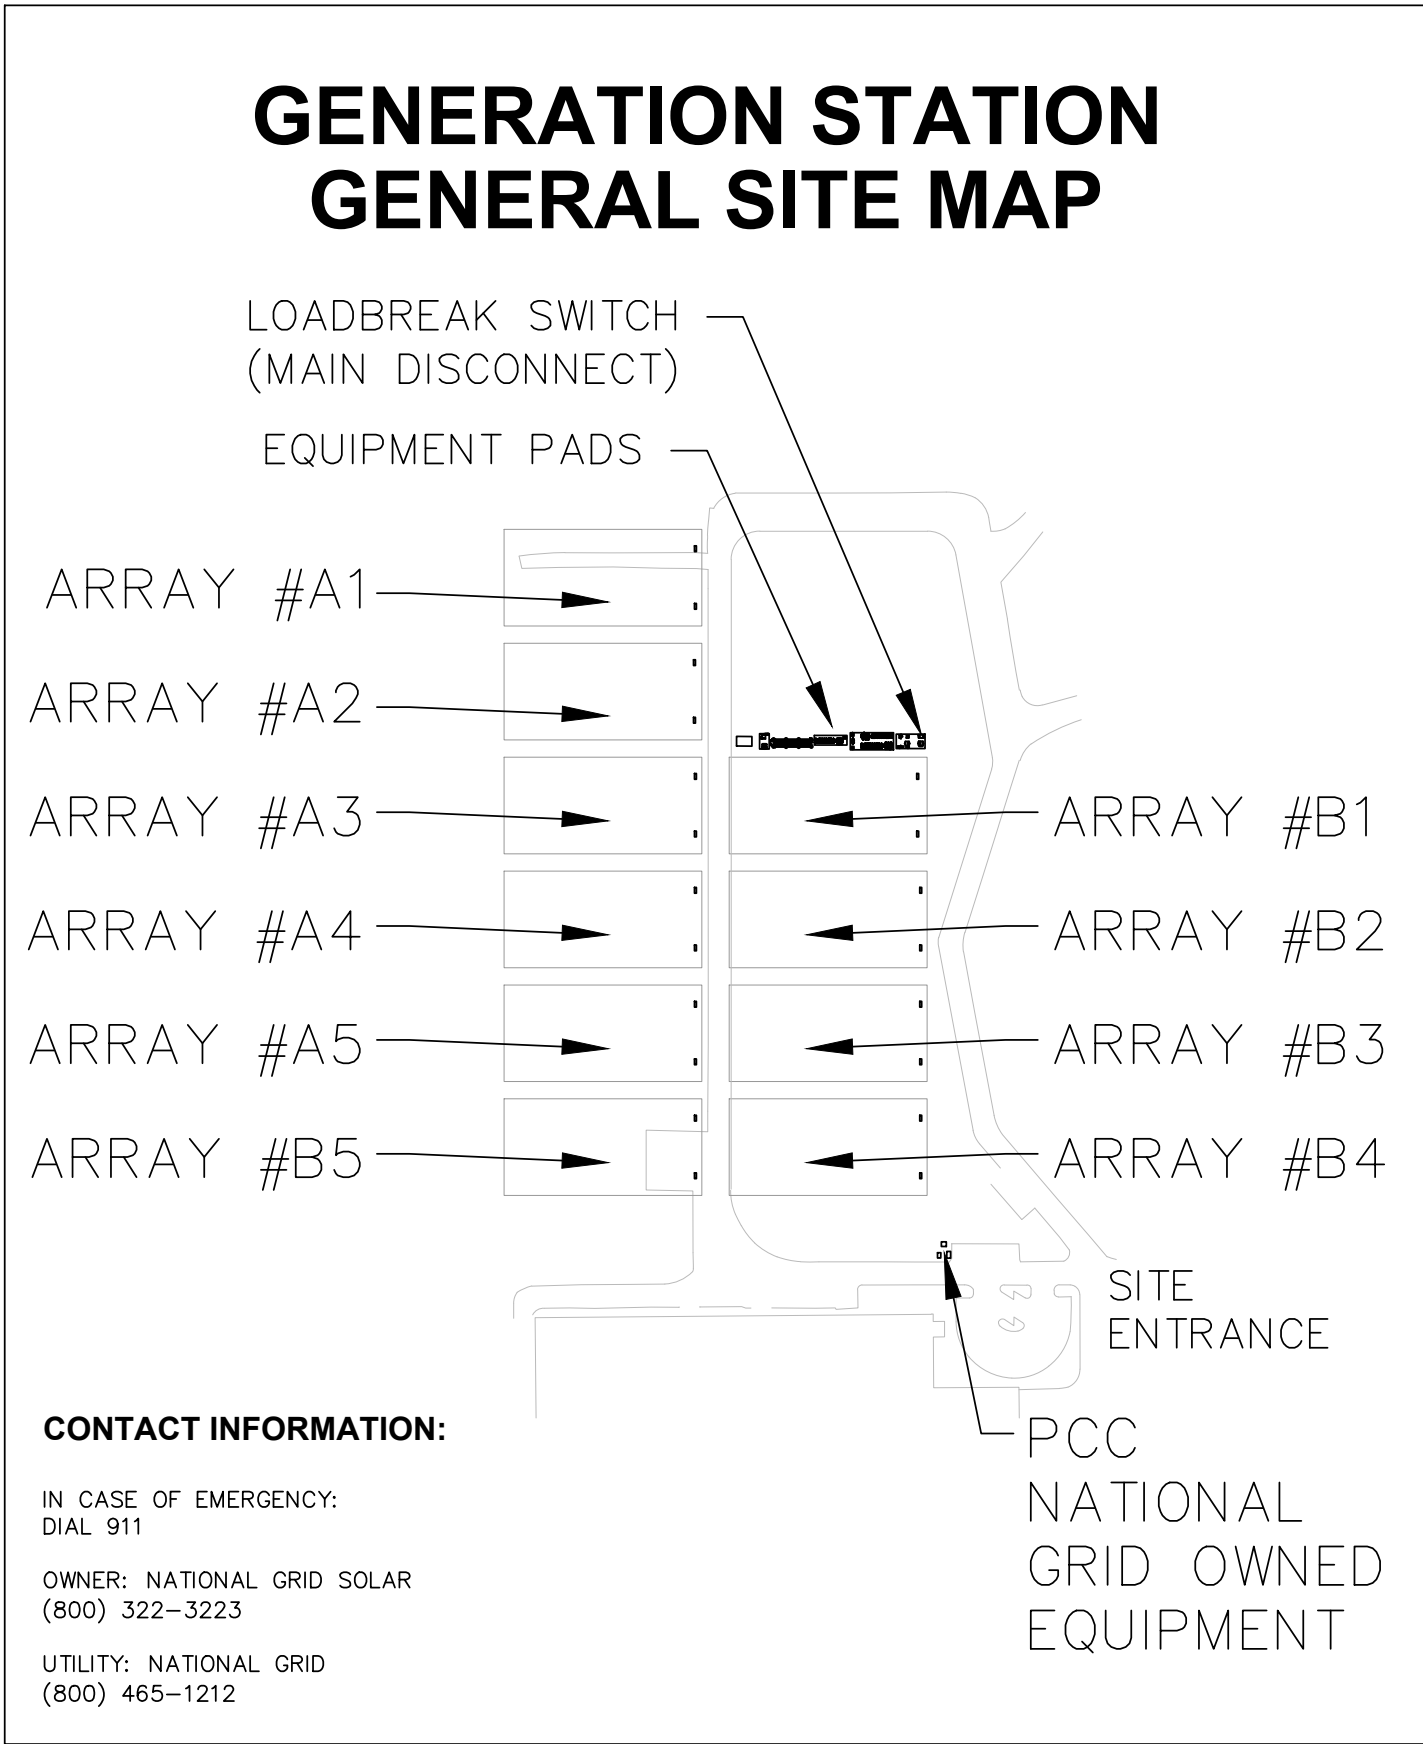 GENERATION STATION
GENERAL SITE MAP
LOADBREAK SWITCH
(MAIN DISCONNECT)
EQUIPMENT PADS
ARRAY #A1
ARRAY #A2
ARRAY #A3
ARRAY #B1
ARRAY #A4
ARRAY #B2
ARRAY #A5
ARRAY #B3
ARRAY #B5
ARRAY #B4
SITE
ENTRANCE
CONTACT INFORMATION:
IN CASE OF EMERGENCY:
DIAL 911
OWNER: NATIONAL GRID SOLAR
(800) 322-3223
UTILITY: NATIONAL GRID
(800) 465-1212
PCC
NATIONAL
GRID OWNED
EQUIPMENT